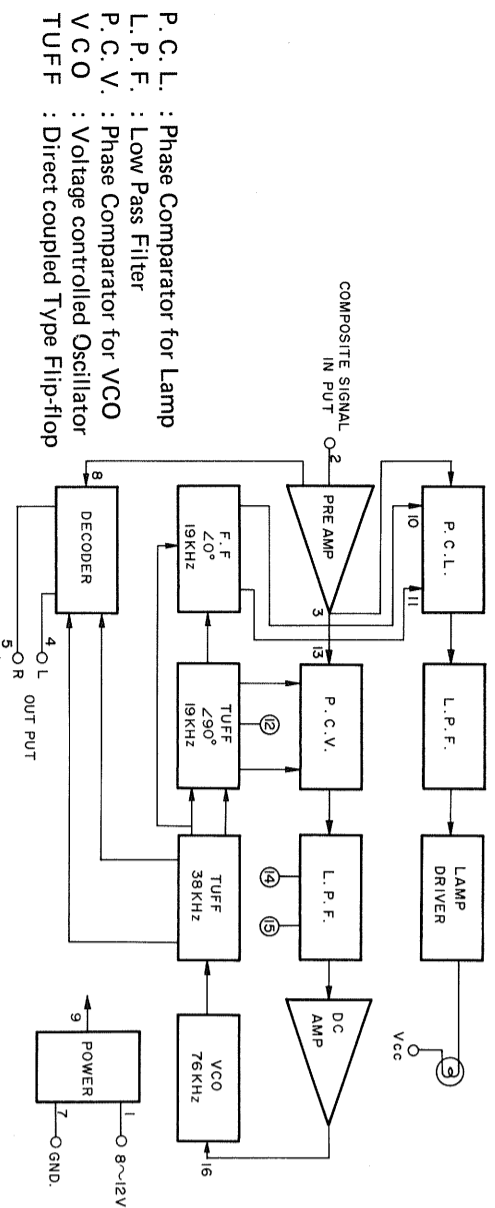 P. C. L. : Phase Comparator for Lamp
L. P. F. : Low Pass Filter
P. C. V. : Phase Comparator for VCO
VCO : Voltage controlled Oscillator
TUFF : Direct coupled Type Flip-flop
COMPOSITE SIGNAL
IN PUT
2
PRE AMP
3
13
P. C. L.
10
11
L. P. F.
LAMP
DRIVER
Vcc
P. C. V.
L. P. F.
14
15
DC
AMP
F. F
∠0°
19KHz
TUFF
∠90°
19KHz
12
TUFF
38KHz
VCO
76KHz
16
8
DECODER
4
L
5
R
OUT PUT
POWER
9
1
8~12V
7
GND.